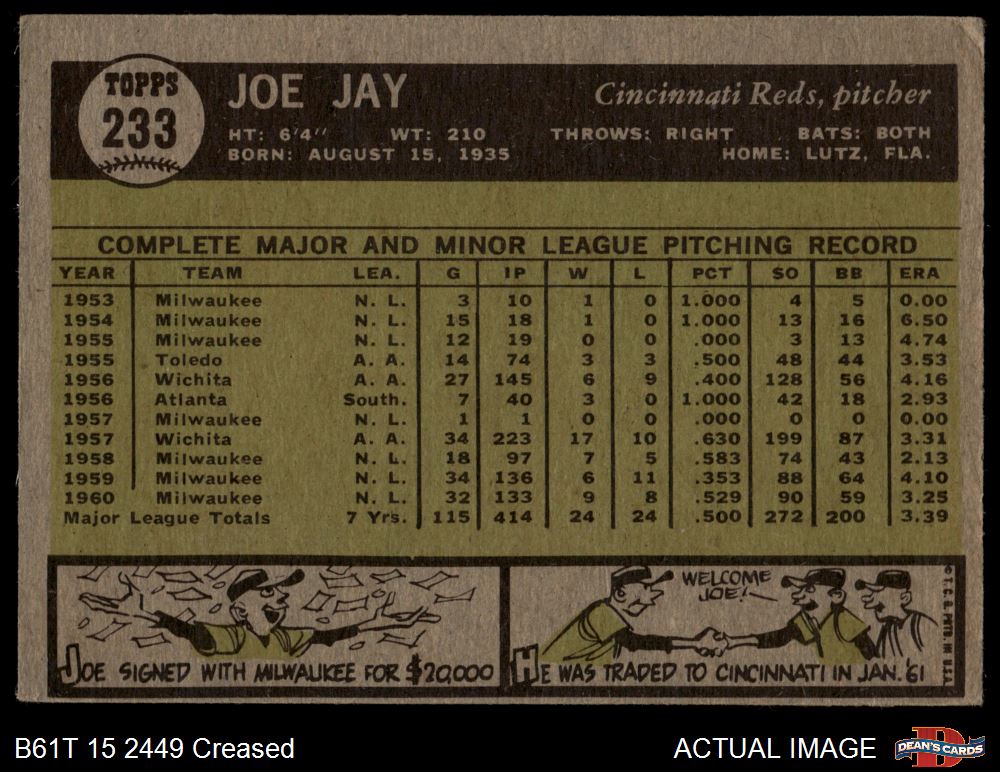 TOPPS
233
JOE JAY Cincinnati Reds, pitcher
HT: 6'4" WT: 210 THROWS: RIGHT BATS: BOTH
BORN: AUGUST 15, 1935 HOME: LUTZ, FLA.
COMPLETE MAJOR AND MINOR LEAGUE PITCHING RECORD
YEAR TEAM LEA. G IP W L PCT SO BB ERA
1953 Milwaukee N. L. 3 10 1 0 1.000 4 5 0.00
1954 Milwaukee N. L. 15 18 1 0 1.000 13 16 6.50
1955 Milwaukee N. L. 12 19 0 0 .000 3 13 4.74
1955 Toledo A. A. 14 74 3 3 .500 48 44 3.53
1956 Wichita A. A. 27 145 6 9 .400 128 56 4.16
1956 Atlanta South. 7 40 3 0 1.000 42 18 2.93
1957 Milwaukee N. L. 1 1 0 0 .000 0 0 0.00
1957 Wichita A. A. 34 223 17 10 .630 199 87 3.31
1958 Milwaukee N. L. 18 97 7 5 .583 74 43 2.13
1959 Milwaukee N. L. 34 136 6 11 .353 88 64 4.10
1960 Milwaukee N. L. 32 133 9 8 .529 90 59 3.25
Major League Totals 7 Yrs. 115 414 24 24 .500 272 200 3.39
WELCOME
JOE!
JOE SIGNED WITH MILWAUKEE FOR $20,000
HE WAS TRADED TO CINCINNATI IN JAN. '61
© T. C. G. PRTD. IN U.S.A.
B61T 15 2449 Creased
ACTUAL IMAGE
DEAN'S CARDS